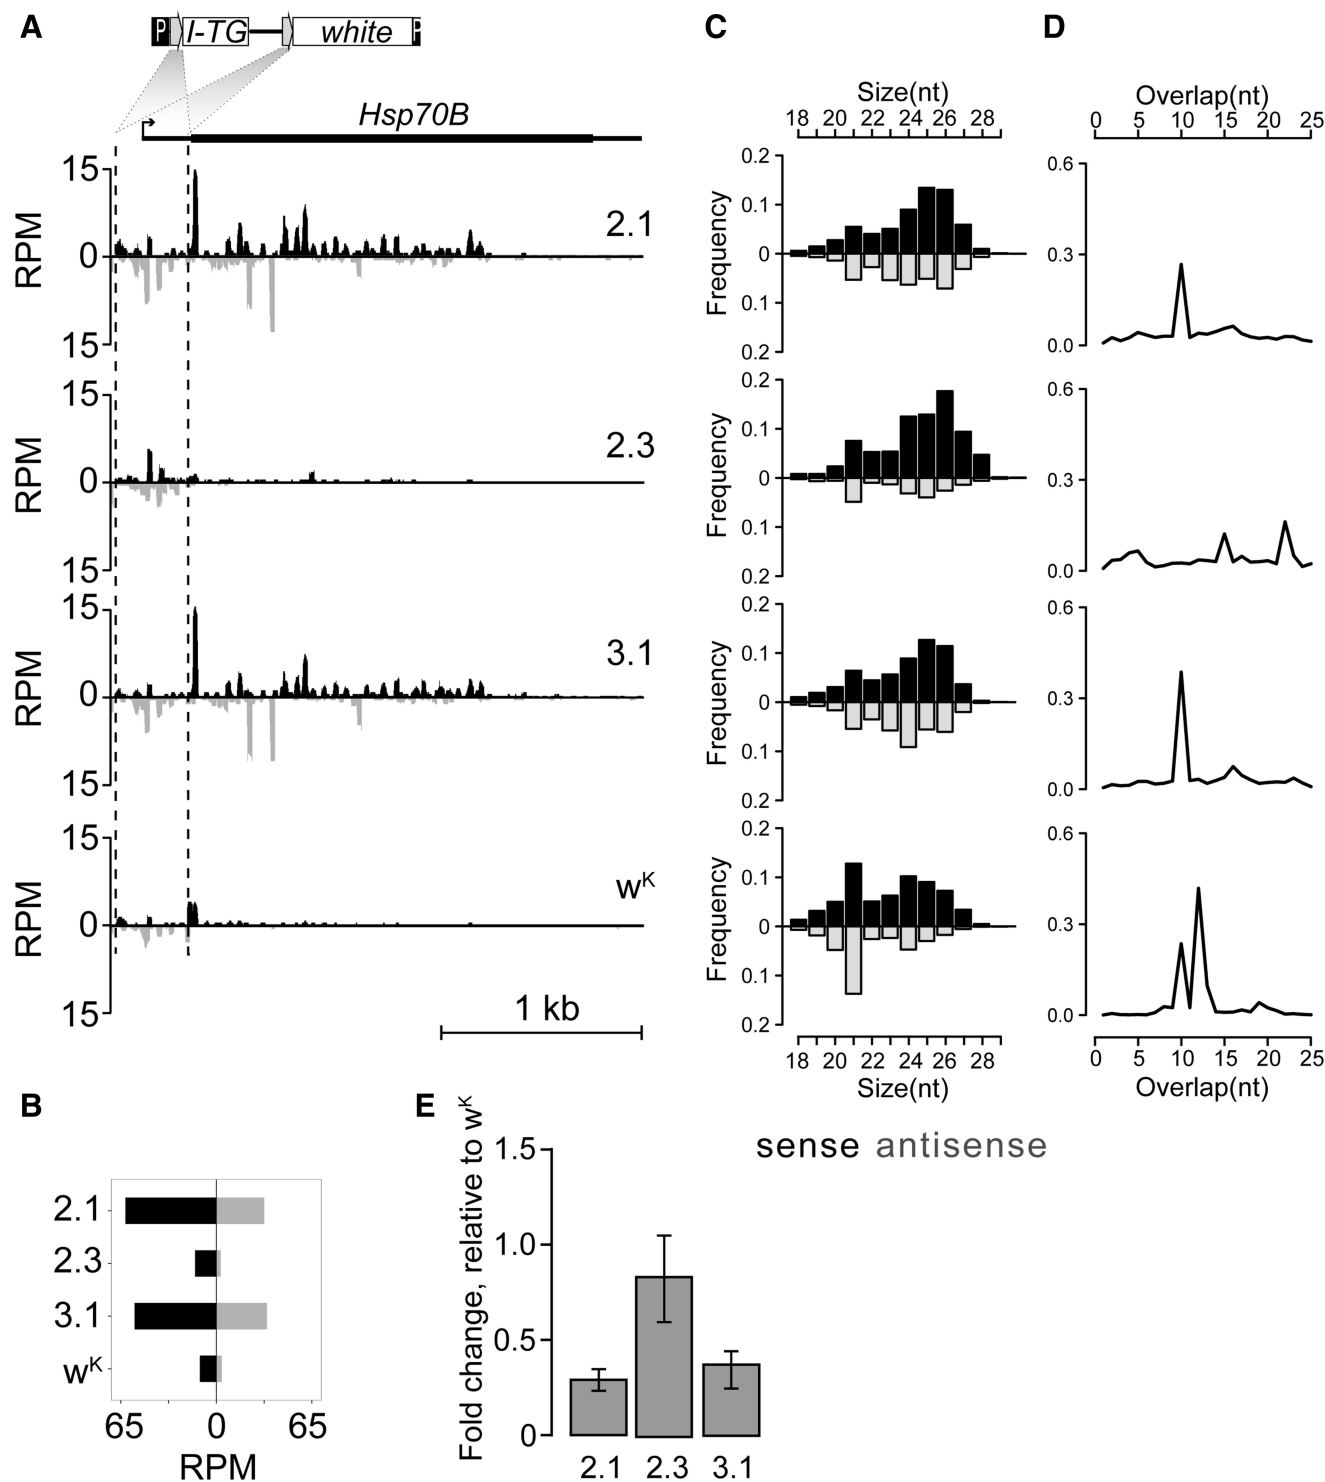 A
P I-TG white P
Hsp70B
15
0
15
RPM
2.1
15
0
15
RPM
2.3
15
0
15
RPM
3.1
15
0
15
RPM
wK
1 kb
B
2.1
2.3
3.1
wK
65 0 65
RPM
C
Size(nt)
18 20 22 24 26 28
0.2
0.1
0
0.1
0.2
Frequency
0.2
0.1
0
0.1
0.2
Frequency
0.2
0.1
0
0.1
0.2
Frequency
0.2
0.1
0
0.1
0.2
Frequency
18 20 22 24 26 28
Size(nt)
D
Overlap(nt)
0 5 10 15 20 25
0.6
0.3
0.0
0.6
0.3
0.0
0.6
0.3
0.0
0.6
0.3
0.0
0 5 10 15 20 25
Overlap(nt)
sense antisense
E
Fold change, relative to wK
1.5
1.0
0.5
0
2.1 2.3 3.1